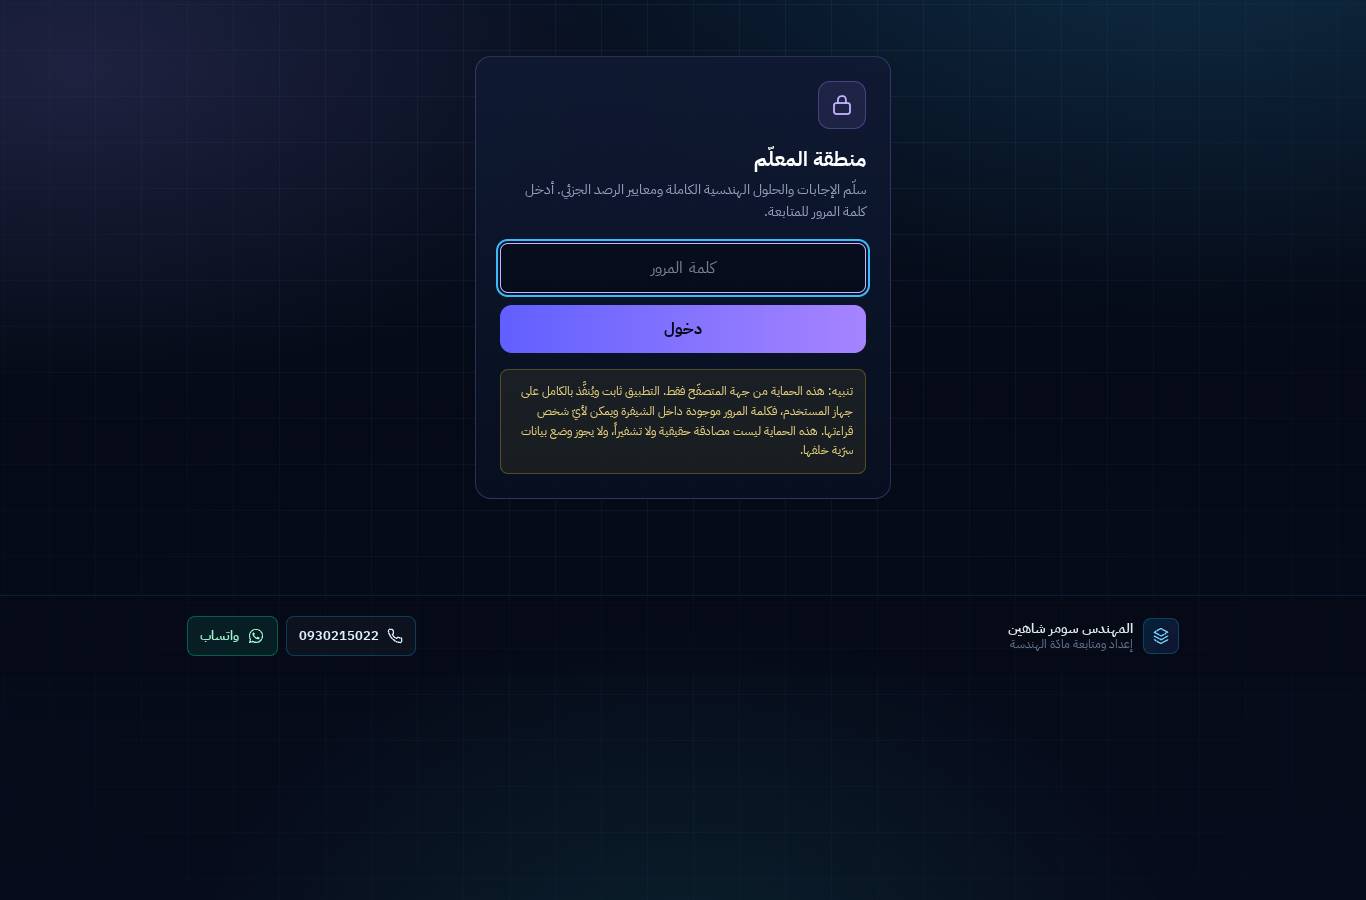 منطقة المعلّم
سلّم الإجابات والحلول الهندسية الكاملة ومعايير الرصد الجزئي. أدخل
كلمة المرور للمتابعة.
كلمة المرور
دخول
تنبيه: هذه الحماية من جهة المتصفّح فقط. التطبيق ثابت ويُنفَّذ بالكامل على
جهاز المستخدم، فكلمة المرور موجودة داخل الشيفرة ويمكن لأيّ شخص
قراءتها. هذه الحماية ليست مصادقة حقيقية ولا تشفيراً، ولا يجوز وضع بيانات
سرّية خلفها.
المهندس سومر شاهين
إعداد ومتابعة مادّة الهندسة
0930215022
واتساب